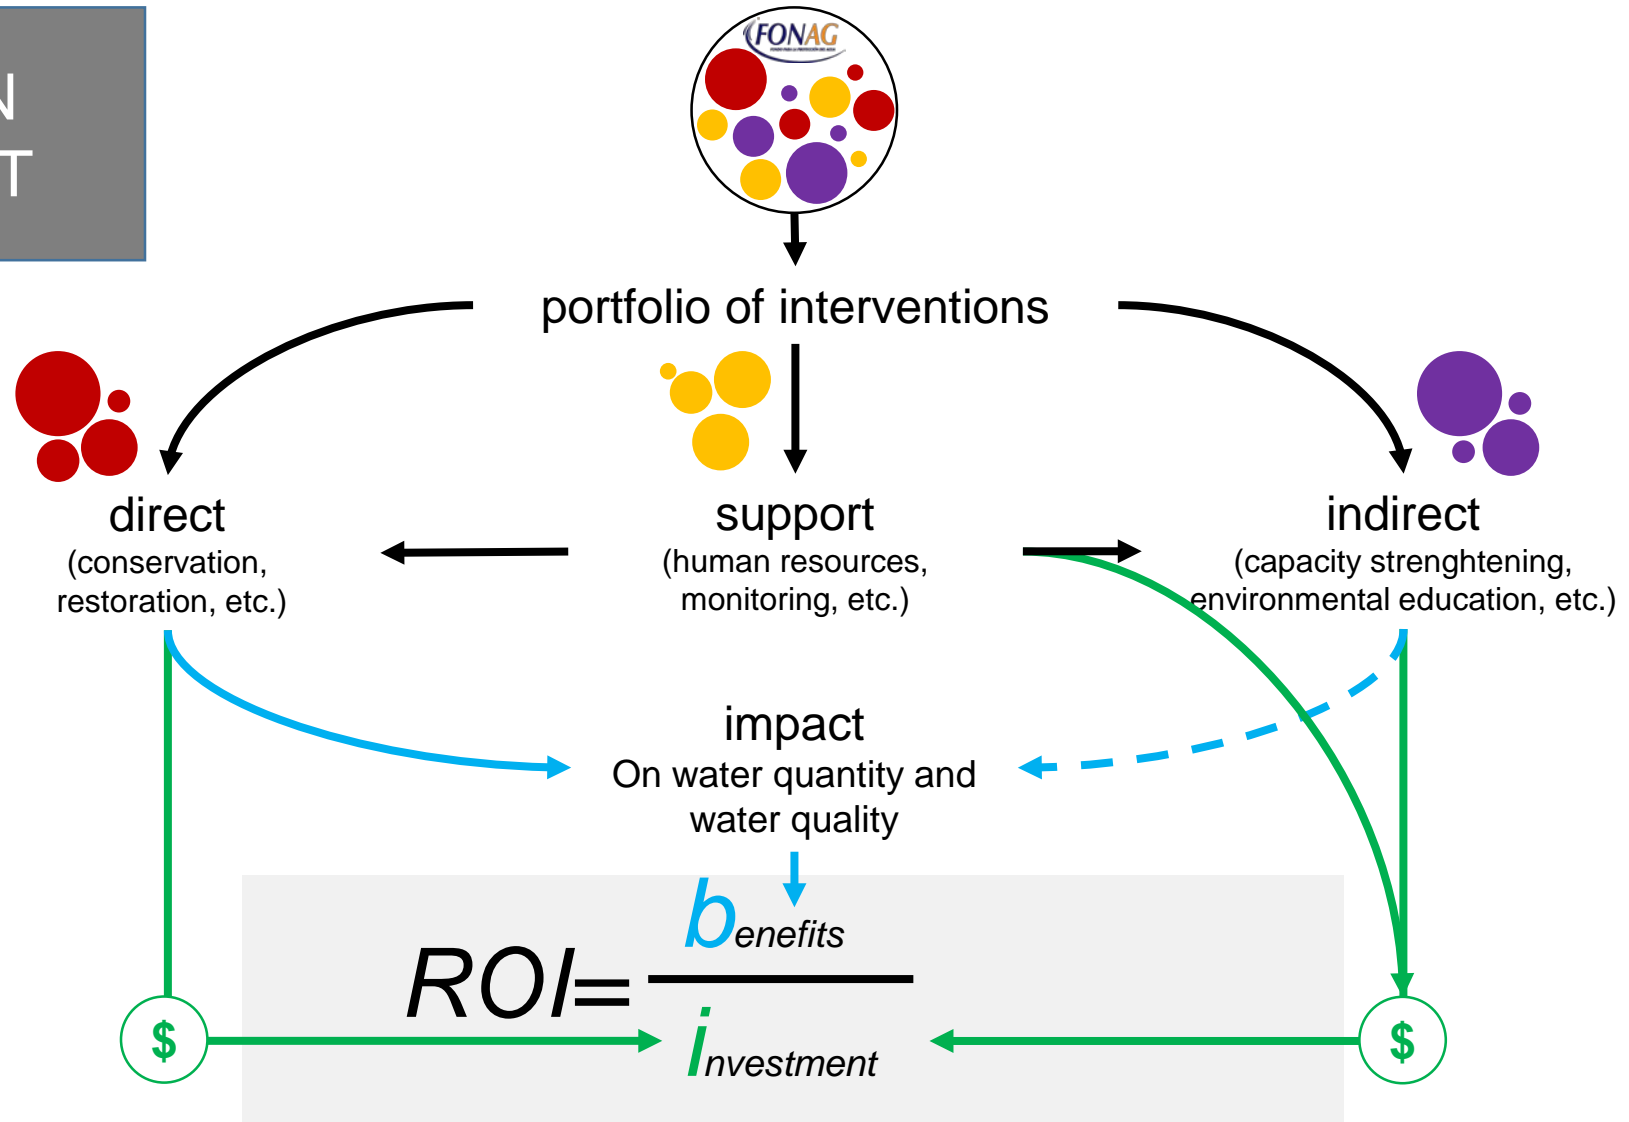 N
T
FONAG
portfolio of interventions
direct
(conservation,
restoration, etc.)
support
(human resources,
monitoring, etc.)
indirect
(capacity strenghtening,
environmental education, etc.)
impact
On water quantity and
water quality
benefits
ROI=
investment
$
$